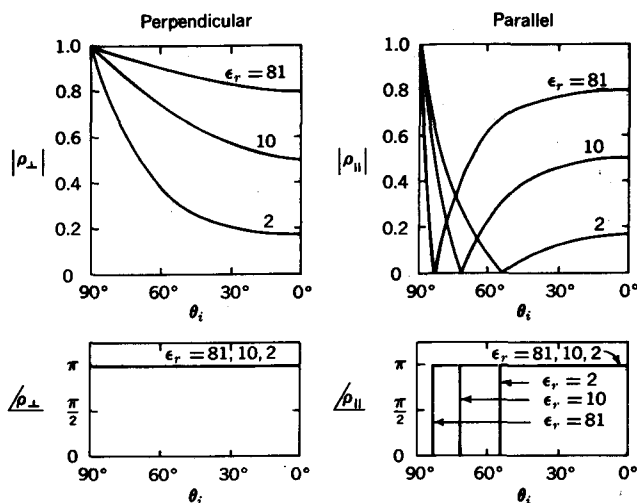 Perpendicular
1.0
0.8
0.6
|ρ⊥|
0.4
0.2
0
90° 60° 30° 0°
θi
ϵr = 81
10
2
Parallel
1.0
0.8
0.6
|ρ||||
0.4
0.2
0
90° 60° 30° 0°
θi
ϵr = 81
10
2
π
/ρ⊥ π/2
0
90° 60° 30° 0°
θi
ϵr = 81, 10, 2
π
/ρ|| π/2
0
90° 60° 30° 0°
θi
ϵr = 81, 10, 2
ϵr = 2
ϵr = 10
ϵr = 81